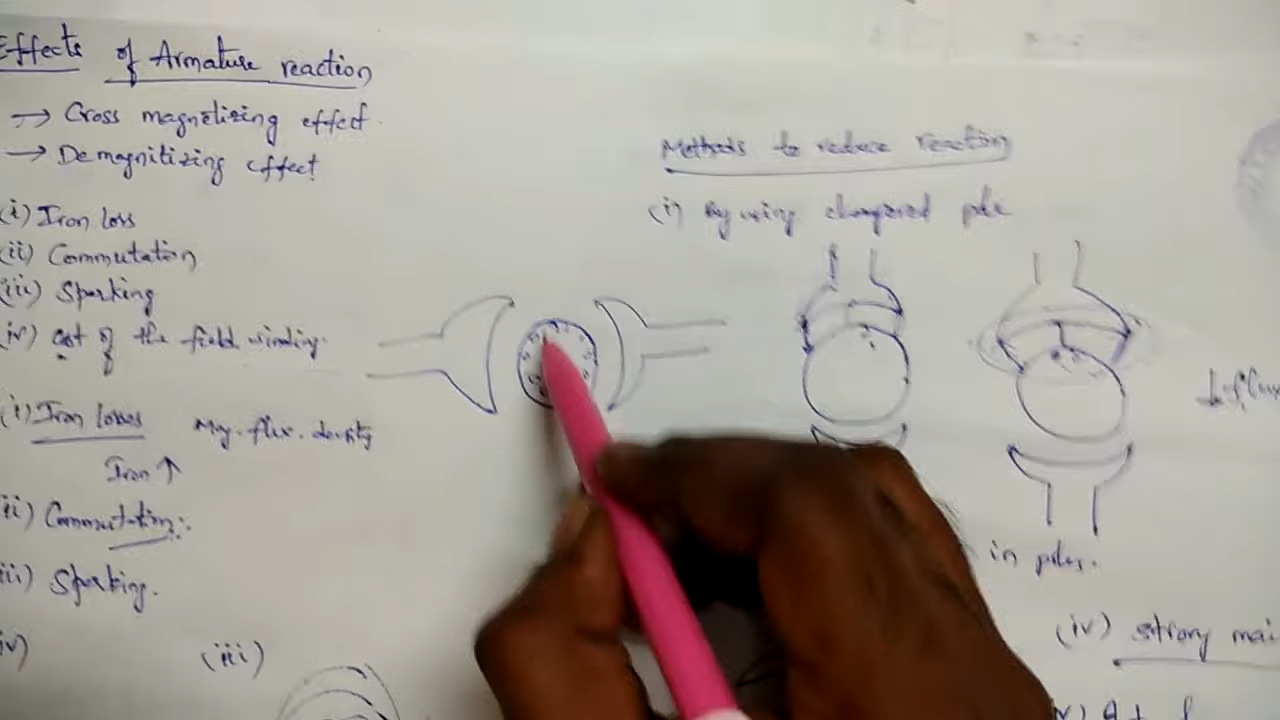 Effects of Armature reaction
→ Cross magnetizing effect.
→ Demagnitizing effect
(i) Iron loss
(ii) Commutation
(iii) Sparking
(iv) cost of the field winding.
(i) Iron losses Mag. flux. density
Iron ↑
(ii) Commutation:.
(iii) Sparking.
iv)
(iii)
Methods to reduce reaction
(i) By using champered pole
in poles.
(iv) strong mai